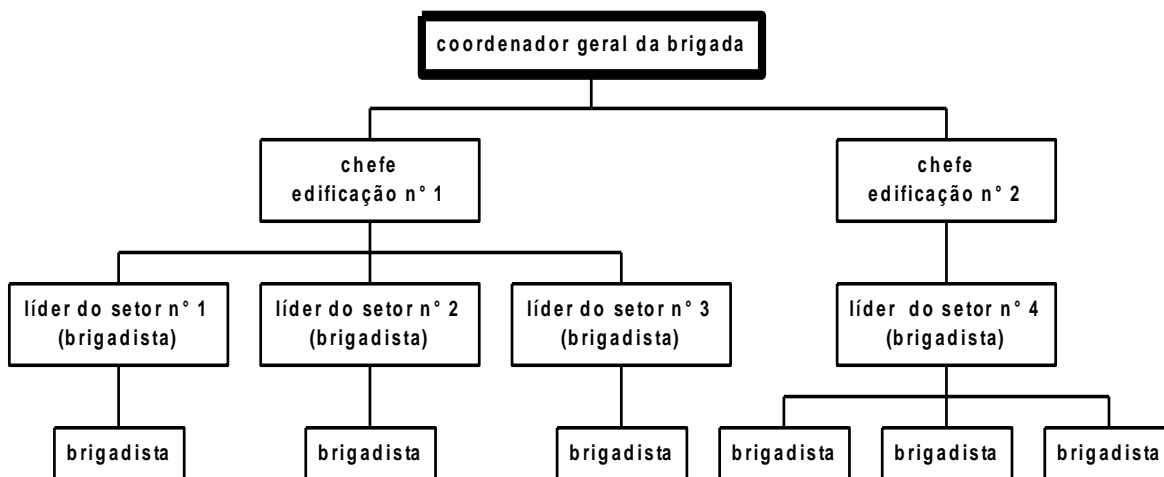 coordenador geral da brigada
chefe
edificação n° 1
chefe
edificação n° 2
líder do setor n° 1
(brigadista)
líder do setor n° 2
(brigadista)
líder do setor n° 3
(brigadista)
líder do setor n° 4
(brigadista)
brigadista
brigadista
brigadista
brigadista
brigadista
brigadista